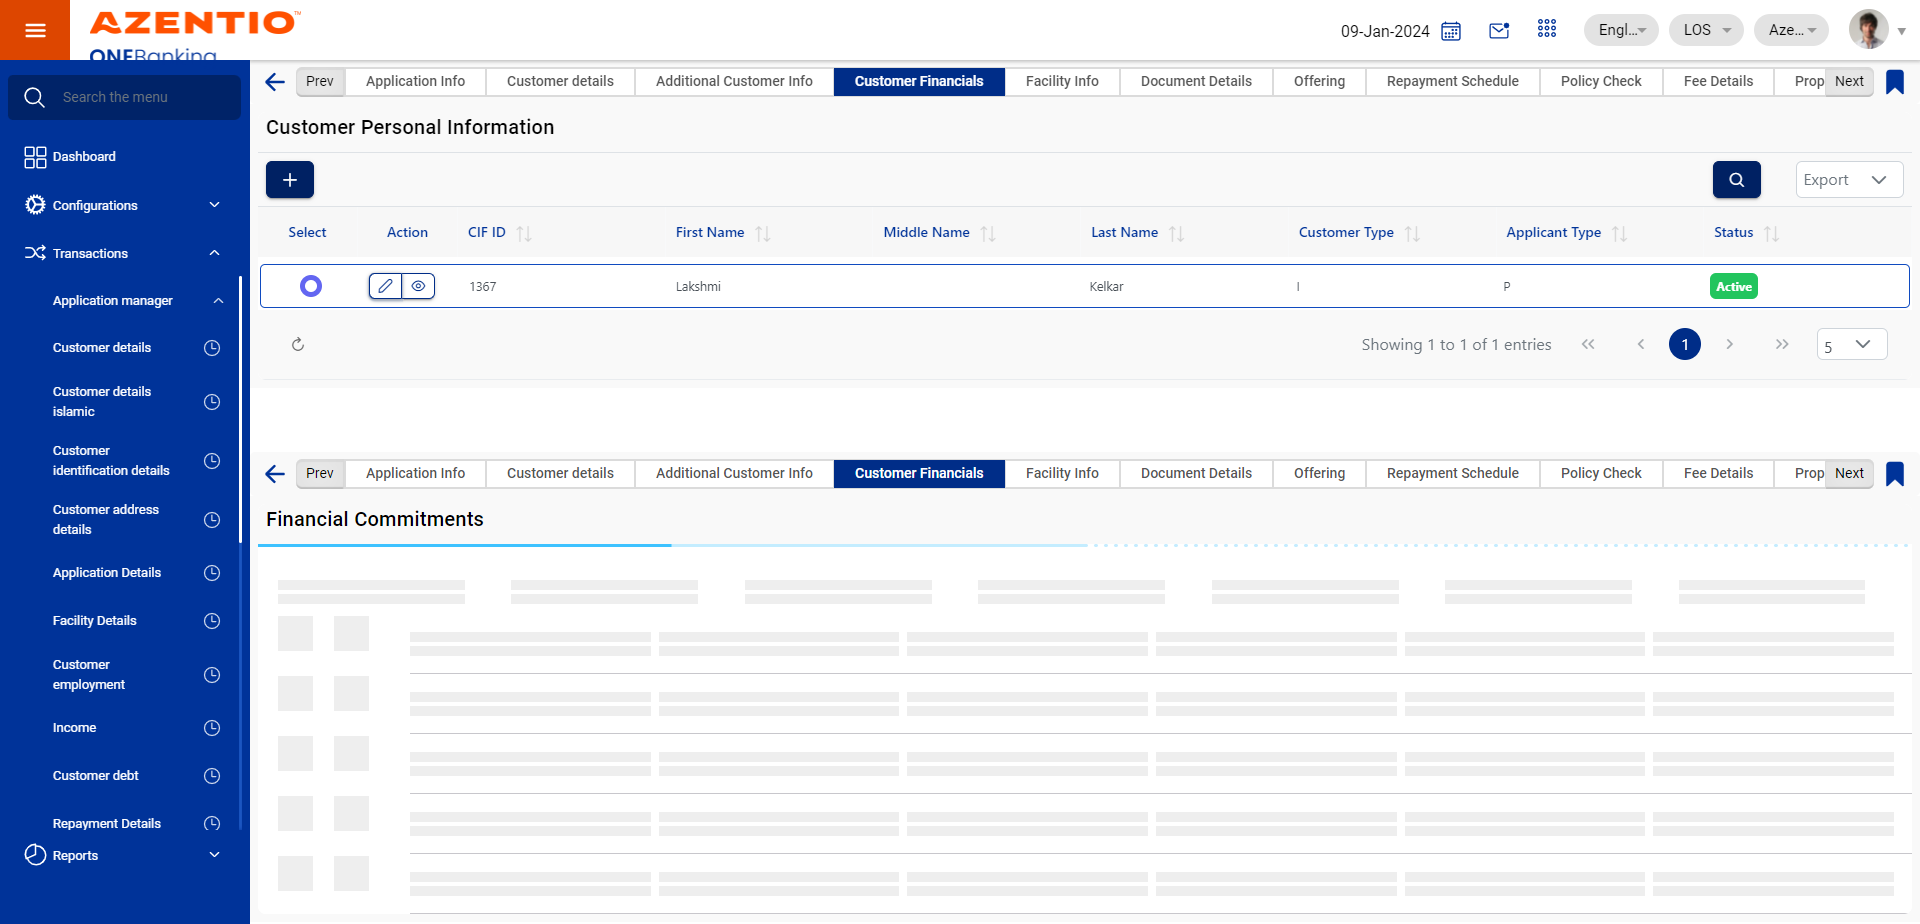 AZENTIO™
ONEBanking
09-Jan-2024
Engl...
LOS
Aze...
Search the menu
Dashboard
Configurations
Transactions
Application manager
Customer details
Customer details
islamic
Customer
identification details
Customer address
details
Application Details
Facility Details
Customer
employment
Income
Customer debt
Repayment Details
Reports
Prev Application Info Customer details Additional Customer Info Customer Financials Facility Info Document Details Offering Repayment Schedule Policy Check Fee Details Prop Next
Customer Personal Information
+
Export
Select Action CIF ID First Name Middle Name Last Name Customer Type Applicant Type Status
1367 Lakshmi Kelkar I P Active
Showing 1 to 1 of 1 entries << < 1 > >> 5
Prev Application Info Customer details Additional Customer Info Customer Financials Facility Info Document Details Offering Repayment Schedule Policy Check Fee Details Prop Next
Financial Commitments